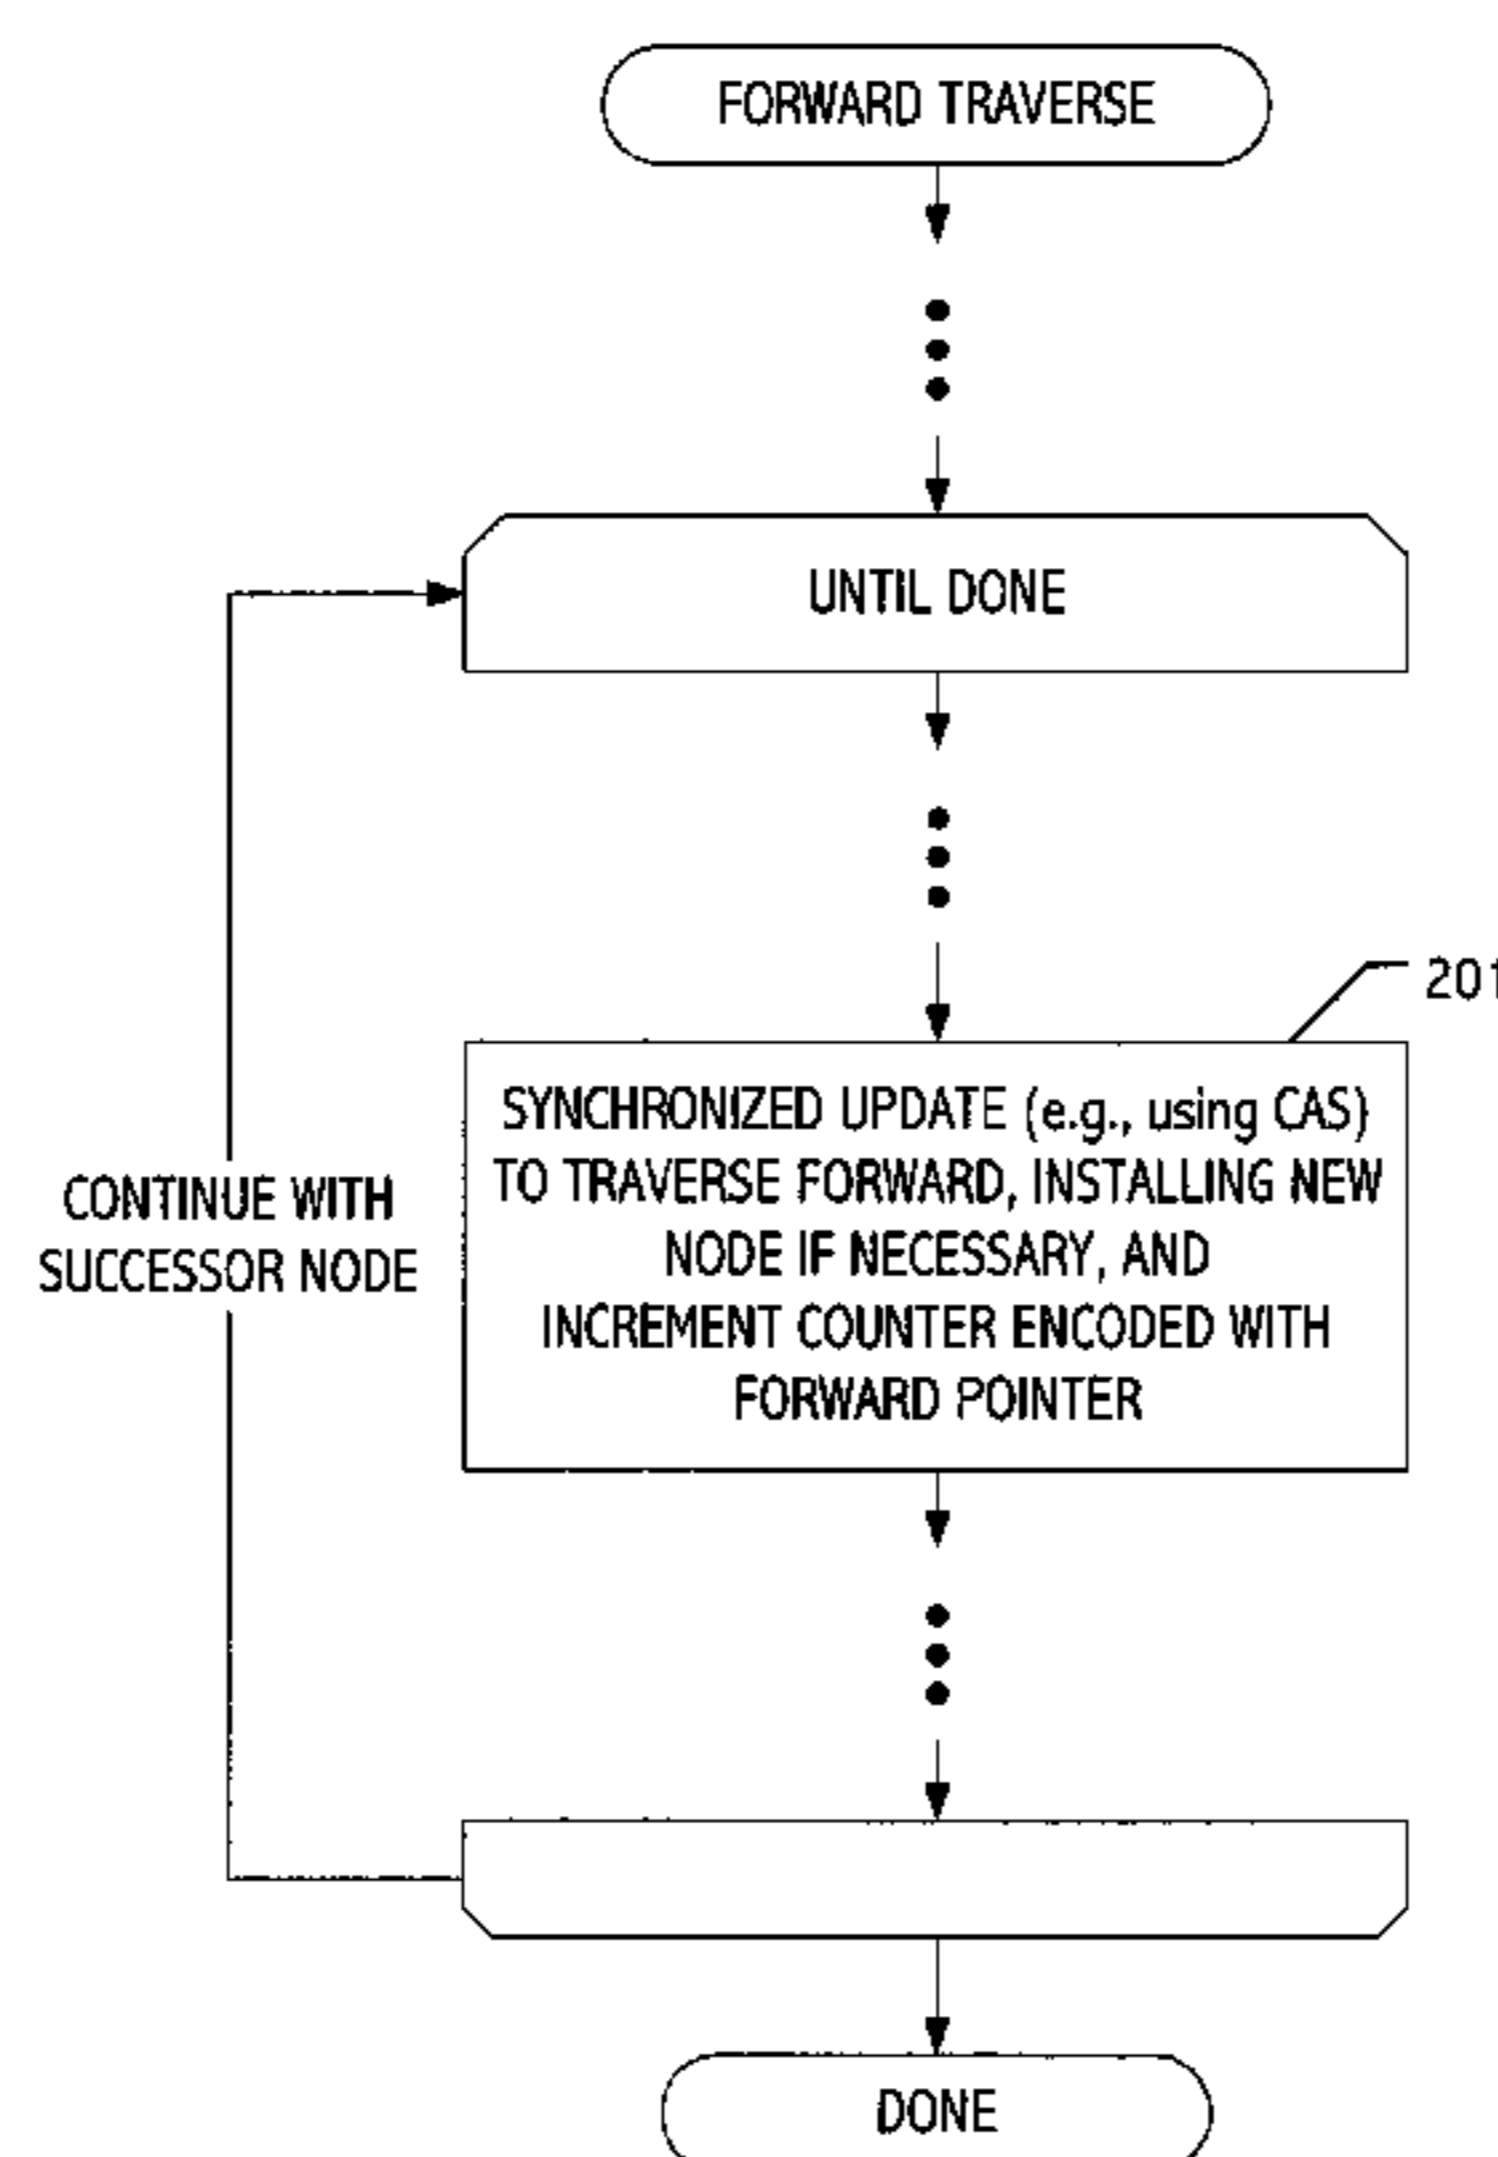 FORWARD TRAVERSE
UNTIL DONE
201
SYNCHRONIZED UPDATE (e.g., using CAS)
TO TRAVERSE FORWARD, INSTALLING NEW
NODE IF NECESSARY, AND
INCREMENT COUNTER ENCODED WITH
FORWARD POINTER
CONTINUE WITH
SUCCESSOR NODE
DONE